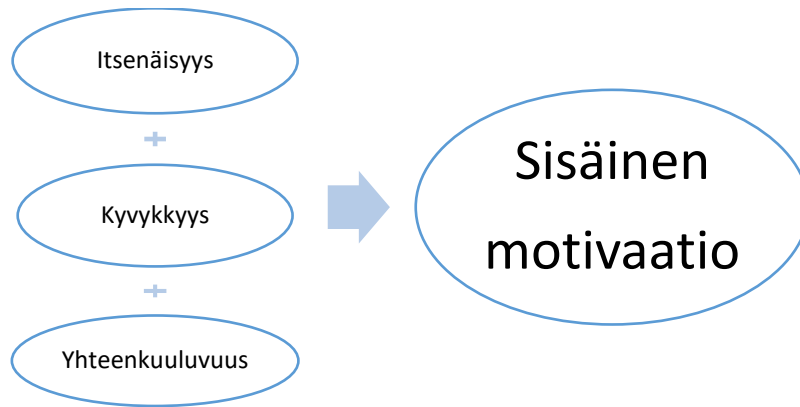 Itsenäisyys
+
Kyvykkyys
+
Yhteenkuuluvuus
Sisäinen
motivaatio